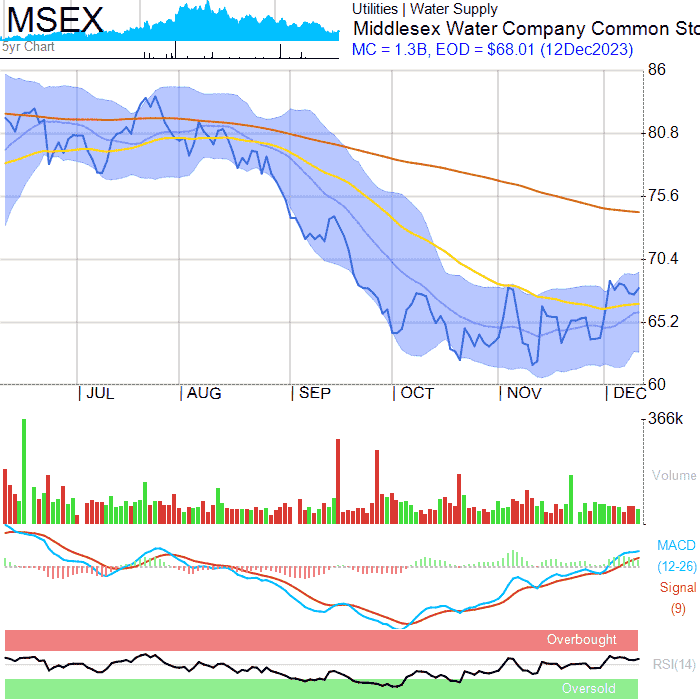 MSEX
5yr Chart
Utilities | Water Supply
Middlesex Water Company Common Sto
MC = 1.3B, EOD = $68.01 (12Dec2023)
86
80.8
75.6
70.4
65.2
60
| JUL | AUG | SEP | OCT | NOV | DEC
366k
Volume
MACD
(12-26)
Signal
(9)
Overbought
RSI(14)
Oversold